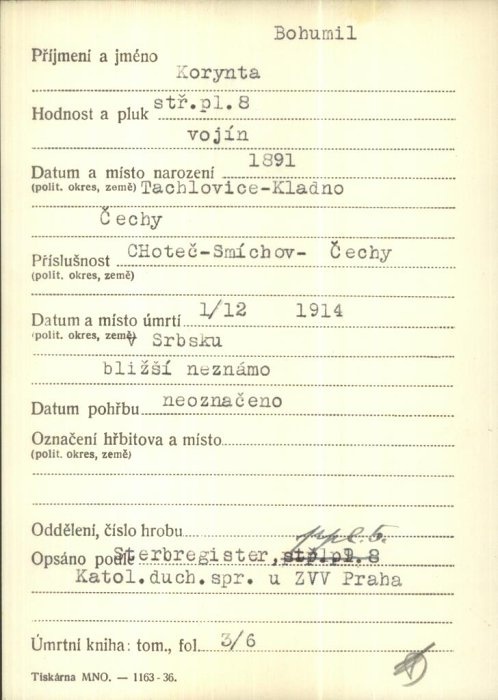 Bohumil
Příjmení a jméno
Korynta
Hodnost a pluk stř.pl.8
vojín
Datum a místo narození 1891
(polit. okres, země) Tachlovice-Kladno
Čechy
Příslušnost CHoteč-Smíchov- Čechy
(polit. okres, země)
Datum a místo úmrtí 1/12 1914
(polit. okres, země) v Srbsku
bližší neznámo
Datum pohřbu neoznačeno
Označení hřbitova a místo
(polit. okres, země)
Oddělení, číslo hrobu
Opsáno podle Sterbregister, stř.pl.8
Katol.duch.spr. u ZVV Praha
Úmrtní kniha: tom., fol. 3/6
Tiskárna MNO. — 1163-36.